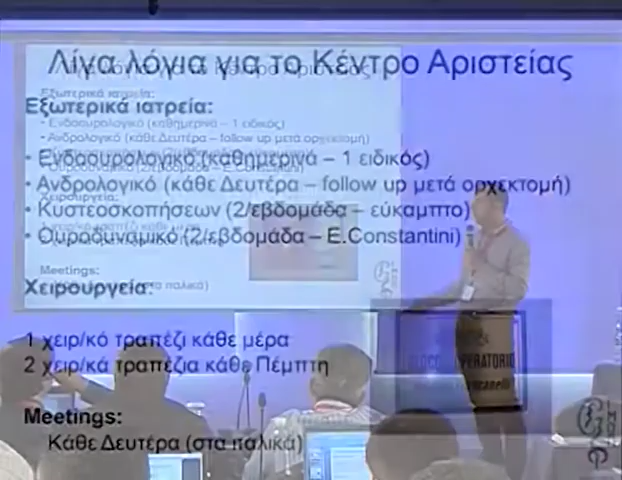 Λίγα λόγια για το Κέντρο Αριστείας
Εξωτερικά ιατρεία:
• Ενδοουρολογικό (καθημερινά – 1 ειδικός)
• Ανδρολογικό (κάθε Δευτέρα – follow up μετά ορχεκτομή)
• Κυστεοσκοπήσεων (2/εβδομάδα – εύκαμπτο)
• Ουροδυναμικό (2/εβδομάδα – E.Constantini)
Χειρουργεία:
1 χειρ/κό τραπέζι κάθε μέρα
2 χειρ/κά τραπέζια κάθε Πέμπτη
Meetings:
Κάθε Δευτέρα (στα ιταλικά)